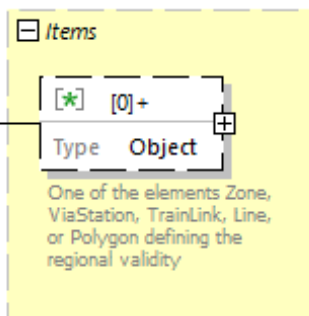 Items
[*] [0]+
Type Object
One of the elements Zone,
ViaStation, TrainLink, Line,
or Polygon defining the
regional validity